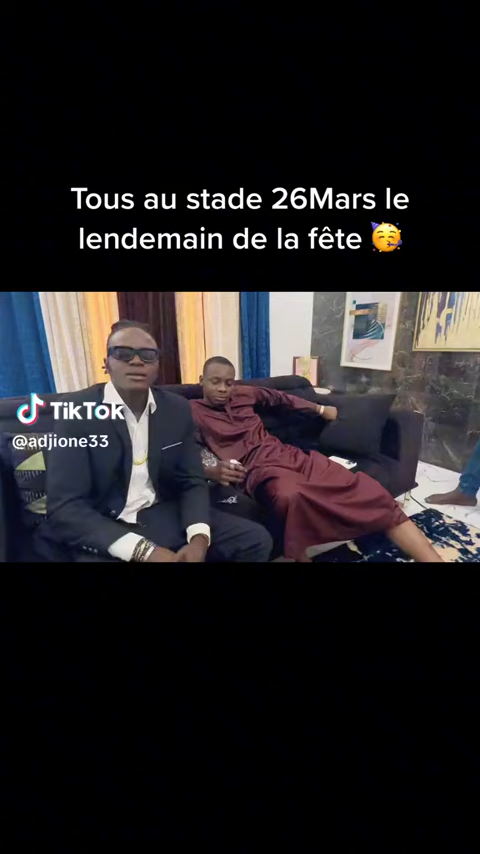 Tous au stade 26Mars le
lendemain de la fête 🥳
TikTok
@adjione33